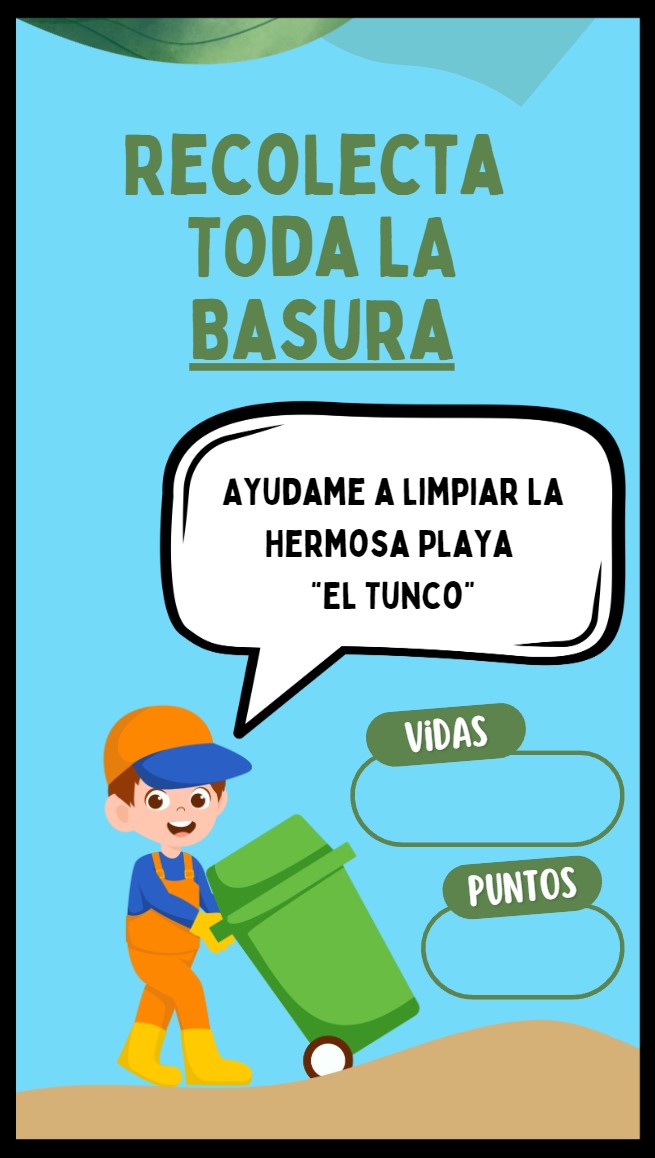 RECOLECTA
TODA LA
BASURA
AYUDAME A LIMPIAR LA
HERMOSA PLAYA
"EL TUNCO"
ViDAS
PUNTOS